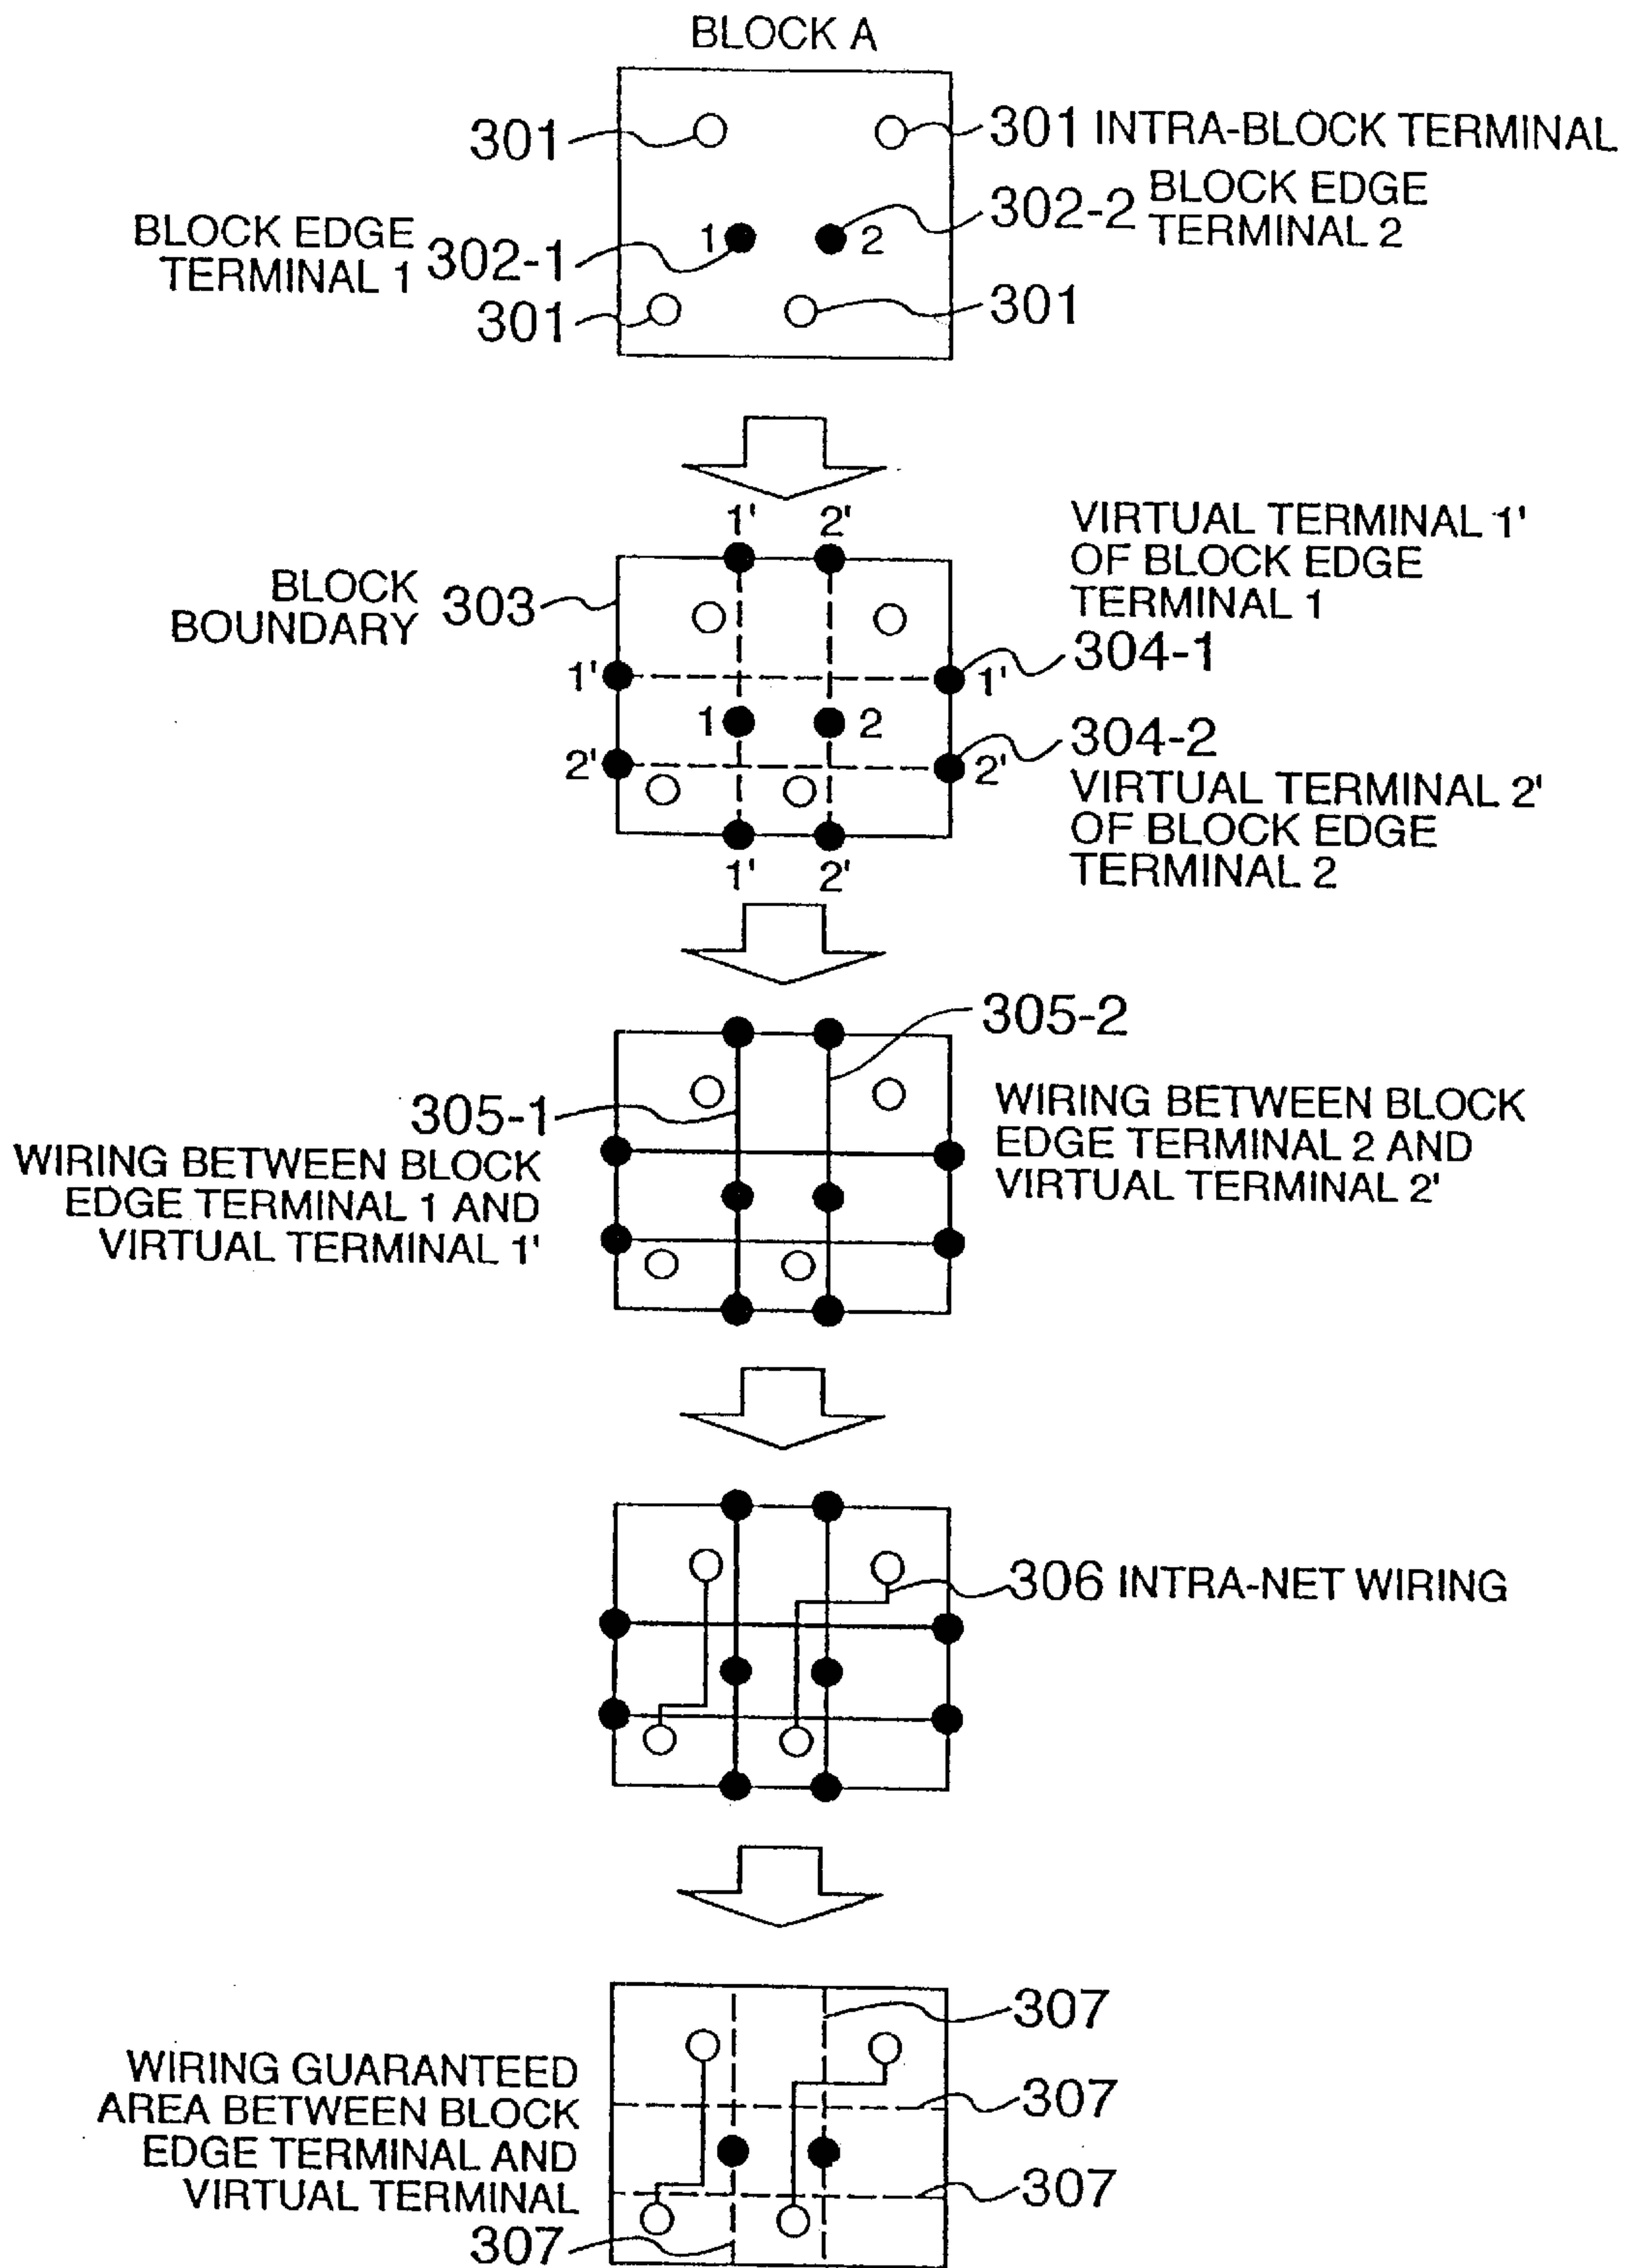 BLOCK A
301
301 INTRA-BLOCK TERMINAL
BLOCK EDGE
TERMINAL 1
302-1
1
2
302-2
BLOCK EDGE
TERMINAL 2
301
301
1'
2'
BLOCK
BOUNDARY
303
VIRTUAL TERMINAL 1'
OF BLOCK EDGE
TERMINAL 1
304-1
1'
1'
1
2
2'
2'
304-2
VIRTUAL TERMINAL 2'
OF BLOCK EDGE
TERMINAL 2
1'
2'
305-2
305-1
WIRING BETWEEN BLOCK
EDGE TERMINAL 1 AND
VIRTUAL TERMINAL 1'
WIRING BETWEEN BLOCK
EDGE TERMINAL 2 AND
VIRTUAL TERMINAL 2'
306 INTRA-NET WIRING
307
307
307
WIRING GUARANTEED
AREA BETWEEN BLOCK
EDGE TERMINAL AND
VIRTUAL TERMINAL
307